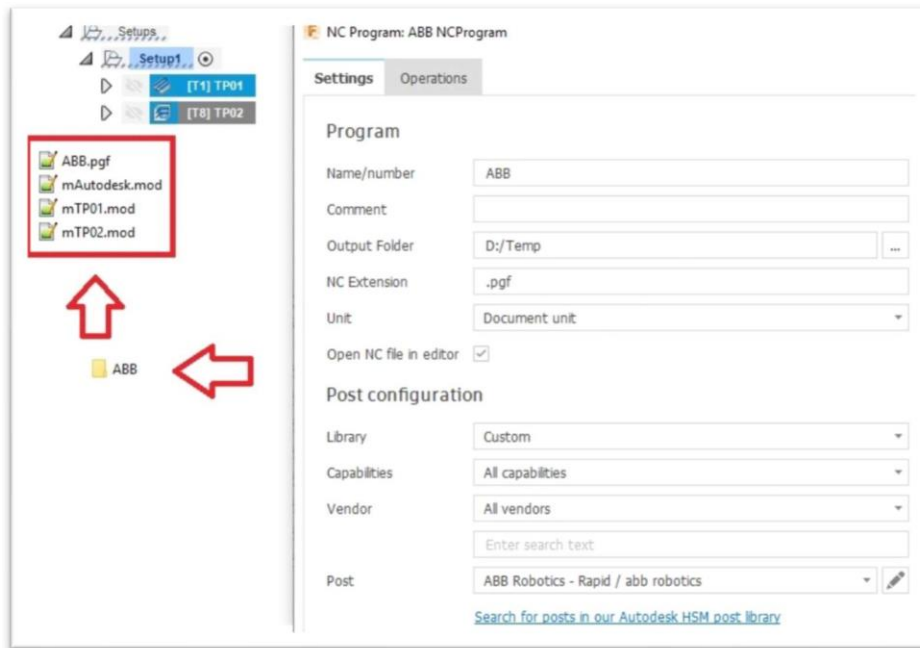 Setups
Setup1
[T1] TP01
[T8] TP02
ABB.pgf
mAutodesk.mod
mTP01.mod
mTP02.mod
ABB
NC Program: ABB NCProgram
Settings
Operations
Program
Name/number ABB
Comment
Output Folder D:/Temp ...
NC Extension .pgf
Unit Document unit
Open NC file in editor
Post configuration
Library Custom
Capabilities All capabilities
Vendor All vendors
Enter search text
Post ABB Robotics - Rapid / abb robotics
Search for posts in our Autodesk HSM post library